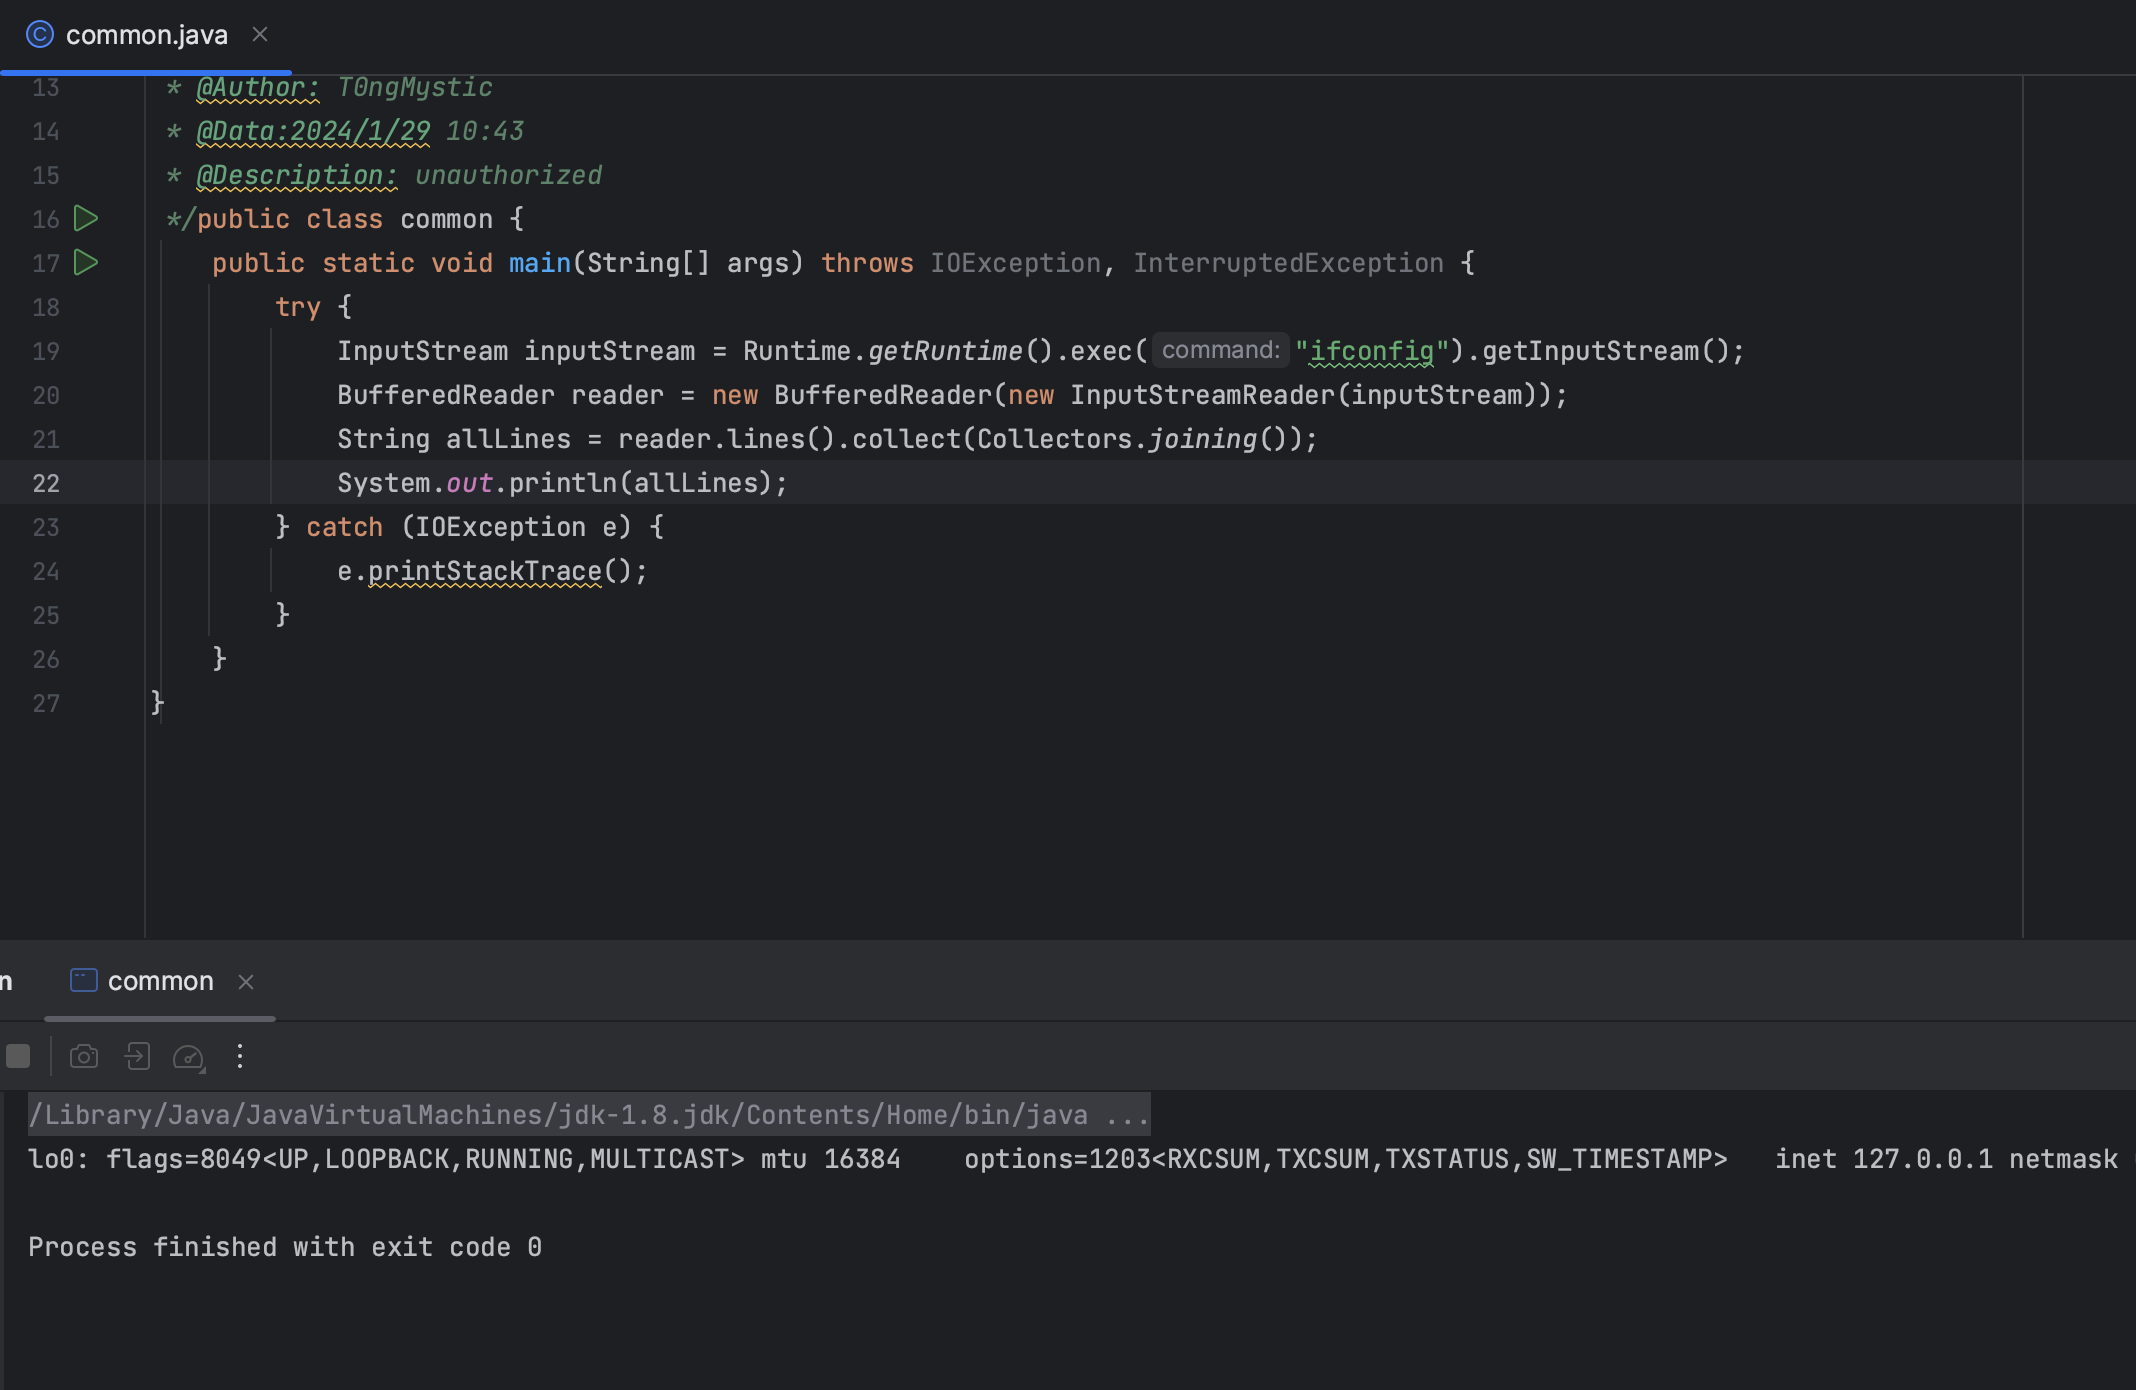 common.java
13 * @Author: T0ngMystic
14 * @Data:2024/1/29 10:43
15 * @Description: unauthorized
16 */public class common {
17 public static void main(String[] args) throws IOException, InterruptedException {
18 try {
19 InputStream inputStream = Runtime.getRuntime().exec( command: "ifconfig").getInputStream();
20 BufferedReader reader = new BufferedReader(new InputStreamReader(inputStream));
21 String allLines = reader.lines().collect(Collectors.joining());
22 System.out.println(allLines);
23 } catch (IOException e) {
24 e.printStackTrace();
25 }
26 }
27 }
n common
/Library/Java/JavaVirtualMachines/jdk-1.8.jdk/Contents/Home/bin/java ...
lo0: flags=8049<UP,LOOPBACK,RUNNING,MULTICAST> mtu 16384 options=1203<RXCSUM,TXCSUM,TXSTATUS,SW_TIMESTAMP> inet 127.0.0.1 netmask
Process finished with exit code 0